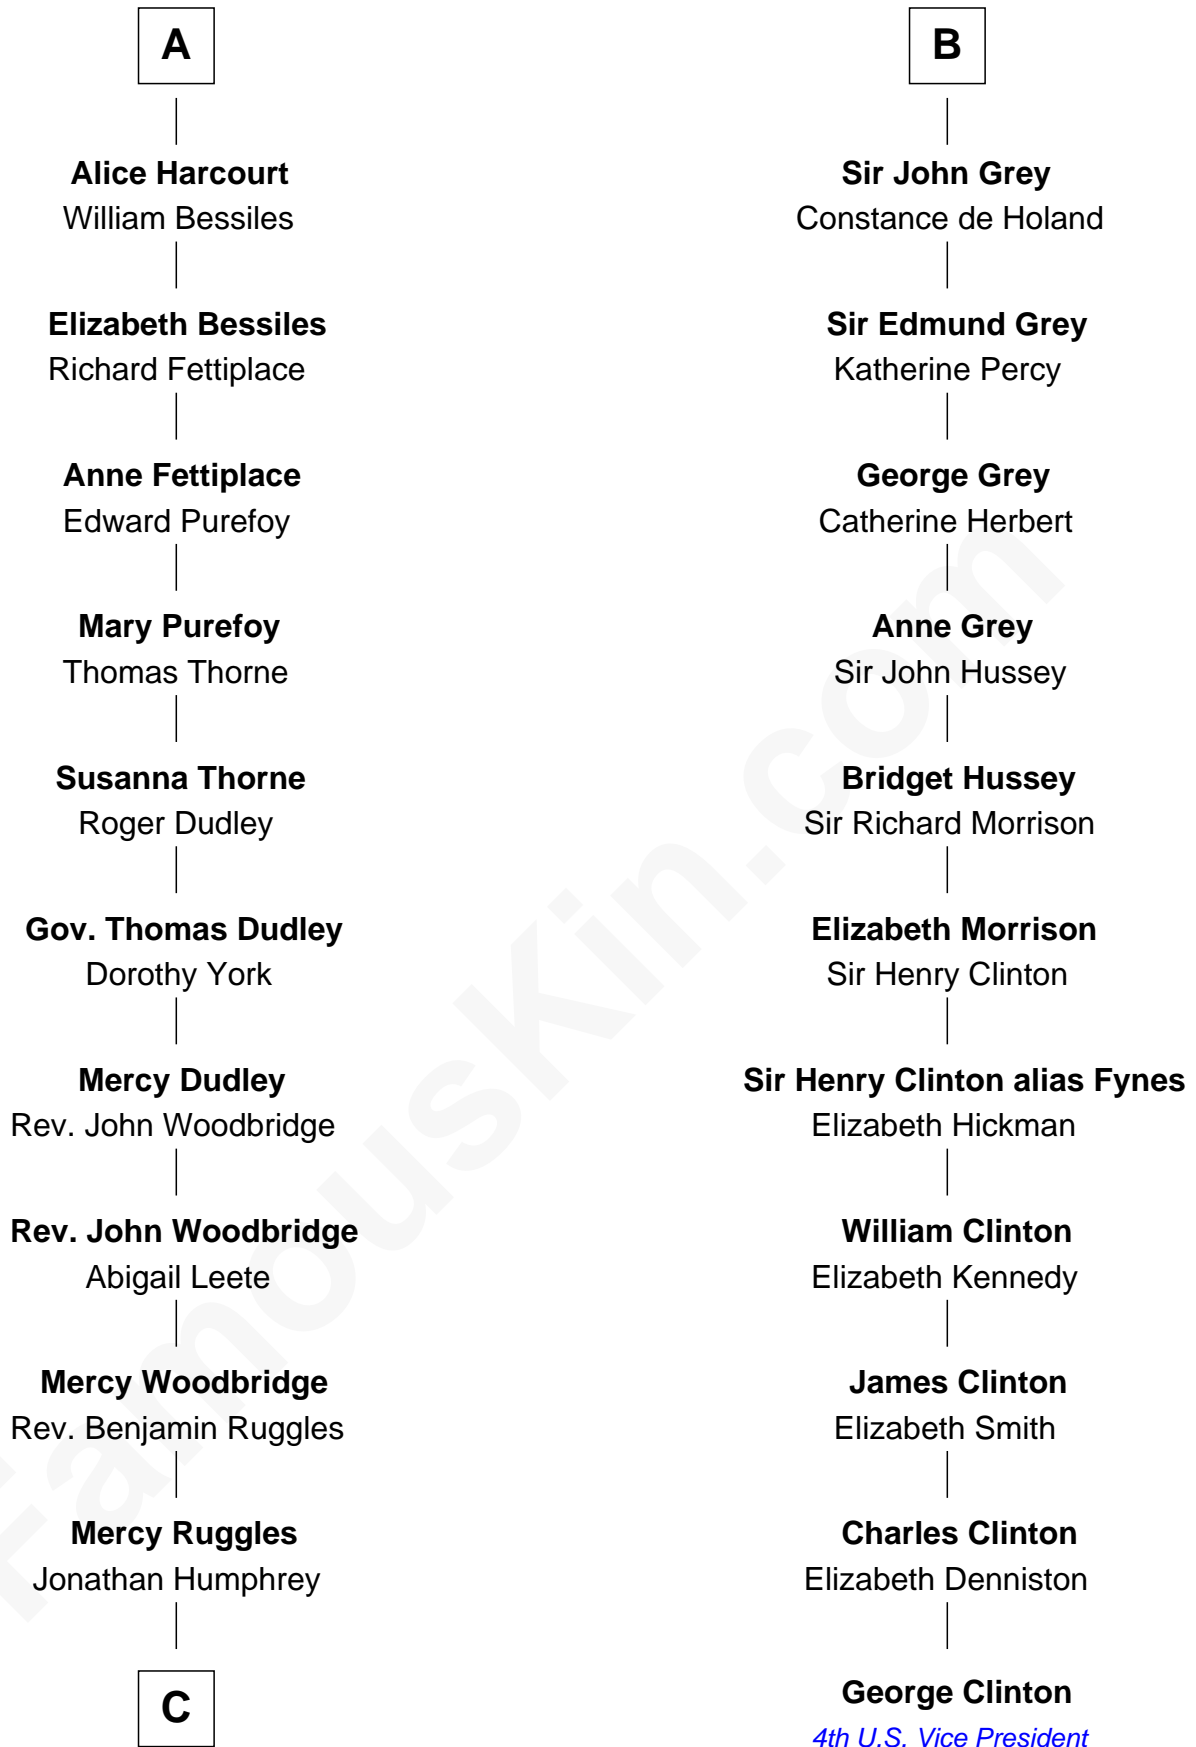 A
Alice Harcourt
William Bessiles
Elizabeth Bessiles
Richard Fettiplace
Anne Fettiplace
Edward Purefoy
Mary Purefoy
Thomas Thorne
Susanna Thorne
Roger Dudley
Gov. Thomas Dudley
Dorothy York
Mercy Dudley
Rev. John Woodbridge
Rev. John Woodbridge
Abigail Leete
Mercy Woodbridge
Rev. Benjamin Ruggles
Mercy Ruggles
Jonathan Humphrey
C
B
Sir John Grey
Constance de Holand
Sir Edmund Grey
Katherine Percy
George Grey
Catherine Herbert
Anne Grey
Sir John Hussey
Bridget Hussey
Sir Richard Morrison
Elizabeth Morrison
Sir Henry Clinton
Sir Henry Clinton alias Fynes
Elizabeth Hickman
William Clinton
Elizabeth Kennedy
James Clinton
Elizabeth Smith
Charles Clinton
Elizabeth Denniston
George Clinton
4th U.S. Vice President
FamousKin.com